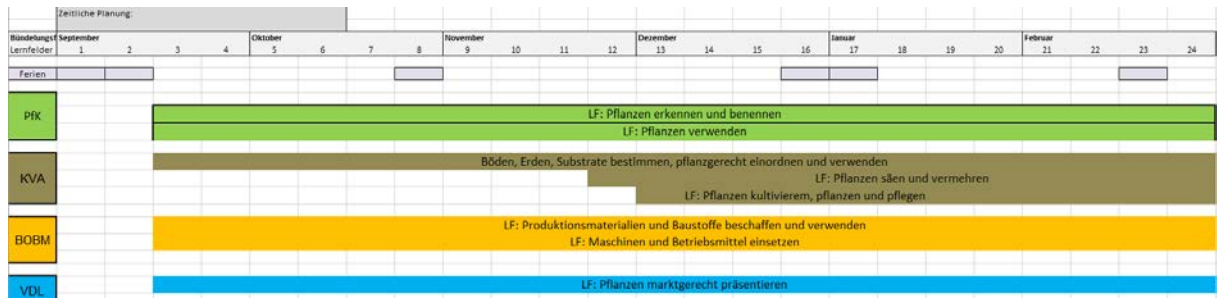 Zeitliche Planung:
Bündelungsf September Oktober November Dezember Januar Februar
Lernfelder 1 2 3 4 5 6 7 8 9 10 11 12 13 14 15 16 17 18 19 20 21 22 23 24
Ferien
PfK
LF: Pflanzen erkennen und benennen
LF: Pflanzen verwenden
KVA
Böden, Erden, Substrate bestimmen, pflanzgerecht einordnen und verwenden
LF: Pflanzen säen und vermehren
LF: Pflanzen kultivierem, pflanzen und pflegen
BOBM
LF: Produktionsmaterialien und Baustoffe beschaffen und verwenden
LF: Maschinen und Betriebsmittel einsetzen
VDL
LF: Pflanzen marktgerecht präsentieren